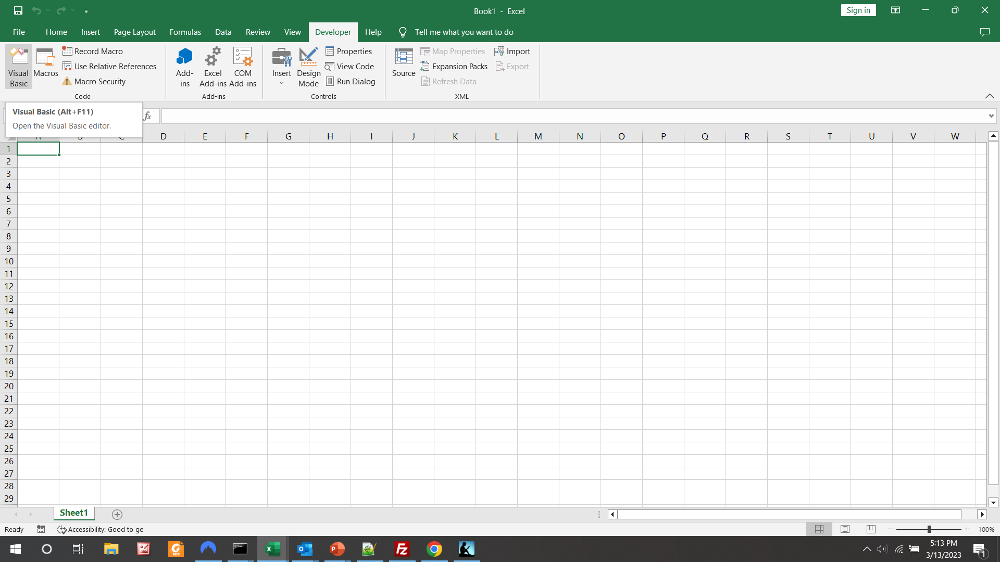 Book1 - Excel
Sign in
File Home Insert Page Layout Formulas Data Review View Developer Help Tell me what you want to do
Visual Basic
Macros
Record Macro
Use Relative References
Macro Security
Code
Add-ins
Excel Add-ins
COM Add-ins
Add-ins
Insert
Design Mode
Properties
View Code
Run Dialog
Controls
Source
Map Properties
Expansion Packs
Refresh Data
Import
Export
XML
Visual Basic (Alt+F11)
Open the Visual Basic editor.
fx
D E F G H I J K L M N O P Q R S T U V W
1
2
3
4
5
6
7
8
9
10
11
12
13
14
15
16
17
18
19
20
21
22
23
24
25
26
27
28
29
Sheet1
Ready Accessibility: Good to go 100%
5:13 PM
3/13/2023
1